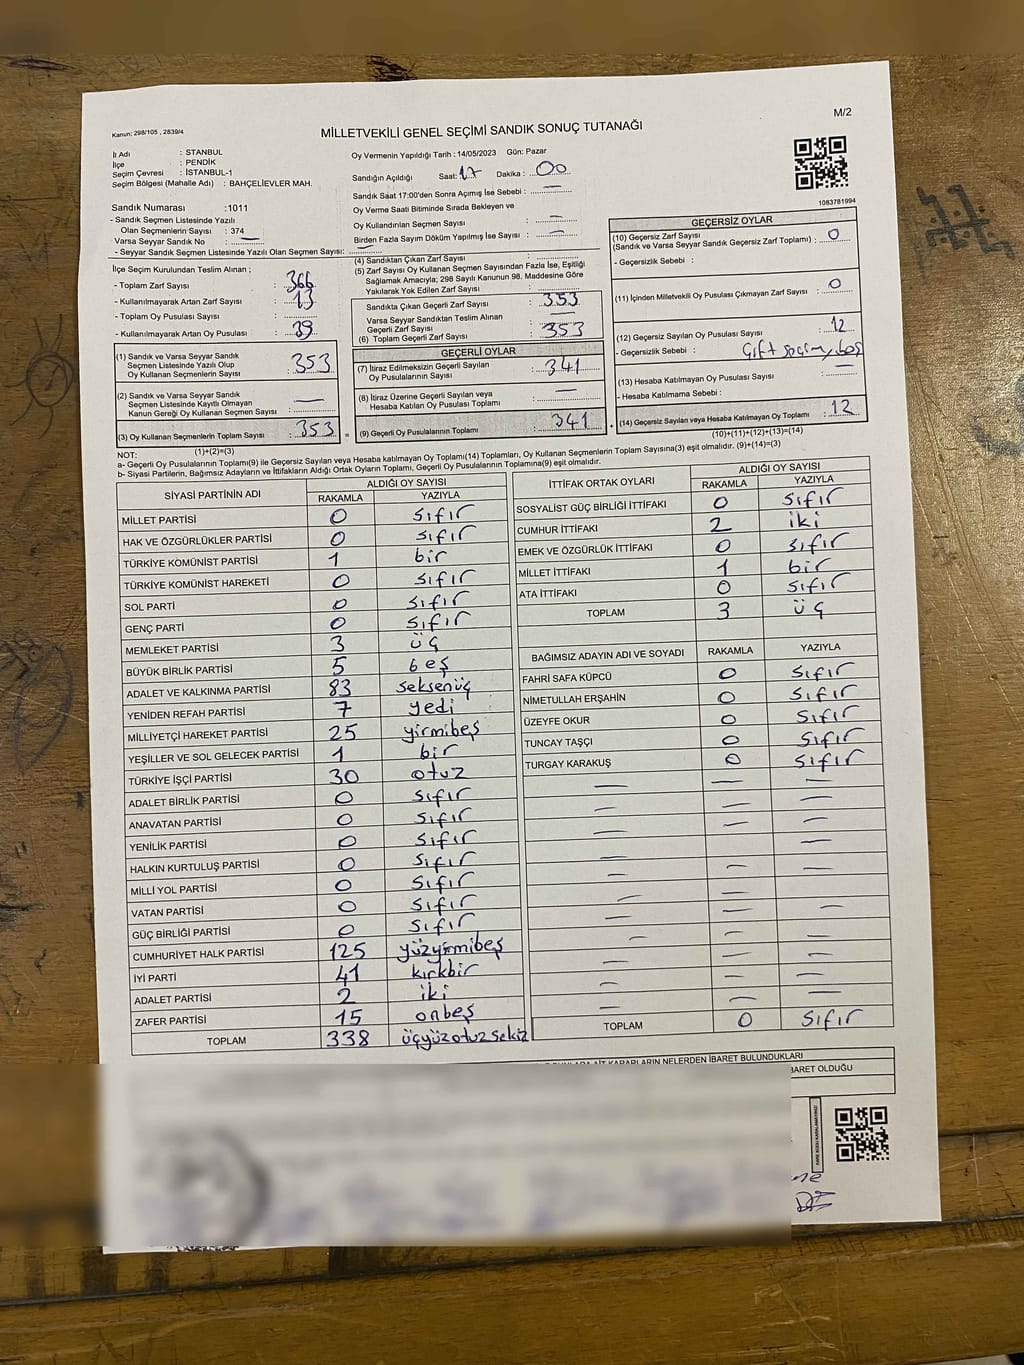 M/2
Kanun: 298/105 , 2839/4
MİLLETVEKİLİ GENEL SEÇİMİ SANDIK SONUÇ TUTANAĞI
İl Adı : STANBUL
İlçe : PENDİK
Seçim Çevresi : İSTANBUL-1
Seçim Bölgesi (Mahalle Adı) : BAHÇELİEVLER MAH.
Sandık Numarası :1011
- Sandık Seçmen Listesinde Yazılı
Olan Seçmenlerin Sayısı : 374
Varsa Seyyar Sandık No : —
- Seyyar Sandık Seçmen Listesinde Yazılı Olan Seçmen Sayısı:
Oy Vermenin Yapıldığı Tarih : 14/05/2023 Gün: Pazar
Sandığın Açıldığı Saat: 17 Dakika : 00
Sandık Saat 17:00'den Sonra Açımış İse Sebebi : —
Oy Verme Saati Bitiminde Sırada Bekleyen ve
Oy Kullandırılan Seçmen Sayısı : —
Birden Fazla Sayım Döküm Yapılmış İse Sayısı : —
1083781994
İlçe Seçim Kurulundan Teslim Alınan ;
- Toplam Zarf Sayısı : 366
- Kullanılmayarak Artan Zarf Sayısı : 13
- Toplam Oy Pusulası :
- Kullanılmayarak Artan Oy Pusulası : 39
(1) Sandık ve Varsa Seyyar Sandık
Seçmen Listesinde Yazılı Olup
Oy Kullanan Seçmenlerin Sayısı : 353
(2) Sandık ve Varsa Seyyar Sandık
Seçmen Listesinde Kayıtlı Olmayan
Kanun Gereği Oy Kullanan Seçmen Sayısı : —
(3) Oy Kullanan Seçmenlerin Toplam Sayısı : 353 =
(1)+(2)=(3)
(4) Sandıktan Çıkan Zarf Sayısı :
(5) Zarf Sayısı Oy Kullanan Seçmen Sayısından Fazla İse, Eşitliği
Sağlamak Amacıyla; 298 Sayılı Kanunun 98. Maddesine Göre
Yakılarak Yok Edilen Zarf Sayısı :
Sandıkta Çıkan Geçerli Zarf Sayısı : 353
Varsa Seyyar Sandıktan Teslim Alınan
Geçerli Zarf Sayısı : —
(6) Toplam Geçerli Zarf Sayısı : 353
GEÇERLİ OYLAR
(7) İtiraz Edilmeksizin Geçerli Sayılan
Oy Pusulalarının Sayısı : 341
(8) İtiraz Üzerine Geçerli Sayılan veya
Hesaba Katılan Oy Pusulası Toplamı : —
(9) Geçerli Oy Pusulalarının Toplamı : 341 +
GEÇERSİZ OYLAR
(10) Geçersiz Zarf Sayısı : 0
(Sandık ve Varsa Seyyar Sandık Geçersiz Zarf Toplamı)
- Geçersizlik Sebebi :
(11) İçinden Milletvekili Oy Pusulası Çıkmayan Zarf Sayısı : 0
(12) Geçersiz Sayılan Oy Pusulası Sayısı : 12
- Geçersizlik Sebebi : Çift seçim, boş
(13) Hesaba Katılmayan Oy Pusulası Sayısı : —
- Hesaba Katılmama Sebebi :
(14) Geçersiz Sayılan veya Hesaba Katılmayan Oy Toplamı : 12
(10)+(11)+(12)+(13)=(14)
NOT:
a- Geçerli Oy Pusulalarının Toplamı(9) ile Geçersiz Sayılan veya Hesaba katılmayan Oy Toplamı(14) Toplamları, Oy Kullanan Seçmenlerin Toplam Sayısına(3) eşit olmalıdır. (9)+(14)=(3)
b- Siyasi Partilerin, Bağımsız Adayların ve İttifakların Aldığı Ortak Oyların Toplamı, Geçerli Oy Pusulalarının Toplamına(9) eşit olmalıdır.
SİYASİ PARTİNİN ADI ALDIĞI OY SAYISI
RAKAMLA YAZIYLA
MİLLET PARTİSİ 0 sıfır
HAK VE ÖZGÜRLÜKLER PARTİSİ 0 sıfır
TÜRKİYE KOMÜNİST PARTİSİ 1 bir
TÜRKİYE KOMÜNİST HAREKETİ 0 sıfır
SOL PARTİ 0 sıfır
GENÇ PARTİ 0 sıfır
MEMLEKET PARTİSİ 3 üç
BÜYÜK BİRLİK PARTİSİ 5 beş
ADALET VE KALKINMA PARTİSİ 83 seksenüç
YENİDEN REFAH PARTİSİ 7 yedi
MİLLİYETÇİ HAREKET PARTİSİ 25 yirmibeş
YEŞİLLER VE SOL GELECEK PARTİSİ 1 bir
TÜRKİYE İŞÇİ PARTİSİ 30 otuz
ADALET BİRLİK PARTİSİ 0 sıfır
ANAVATAN PARTİSİ 0 sıfır
YENİLİK PARTİSİ 0 sıfır
HALKIN KURTULUŞ PARTİSİ 0 sıfır
MİLLİ YOL PARTİSİ 0 sıfır
VATAN PARTİSİ 0 sıfır
GÜÇ BİRLİĞİ PARTİSİ 0 sıfır
CUMHURİYET HALK PARTİSİ 125 yüzyirmibeş
İYİ PARTİ 41 kırkbir
ADALET PARTİSİ 2 iki
ZAFER PARTİSİ 15 onbeş
TOPLAM 338 üçyüzotuzsekiz
İTTİFAK ORTAK OYLARI ALDIĞI OY SAYISI
RAKAMLA YAZIYLA
SOSYALİST GÜÇ BİRLİĞİ İTTİFAKI 0 sıfır
CUMHUR İTTİFAKI 2 iki
EMEK VE ÖZGÜRLÜK İTTİFAKI 0 sıfır
MİLLET İTTİFAKI 1 bir
ATA İTTİFAKI 0 sıfır
TOPLAM 3 üç
BAĞIMSIZ ADAYIN ADI VE SOYADI RAKAMLA YAZIYLA
FAHRİ SAFA KÜPCÜ 0 sıfır
NİMETULLAH ERŞAHİN 0 sıfır
ÜZEYFE OKUR 0 sıfır
TUNCAY TAŞÇI 0 sıfır
TURGAY KARAKUŞ 0 sıfır
TOPLAM 0 sıfır
KARARLARIN NELERDEN İBARET BULUNDUKLARI
BARET OLDUĞU